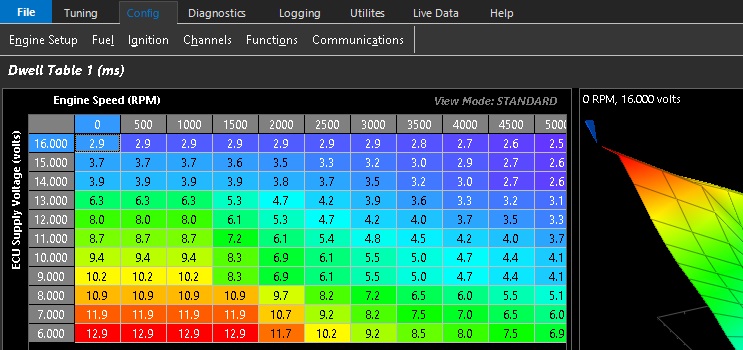 File Tuning Config Diagnostics Logging Utilites Live Data Help
Engine Setup Fuel Ignition Channels Functions Communications
Dwell Table 1 (ms)
Engine Speed (RPM) View Mode: STANDARD 0 RPM, 16.000 volts
ECU Supply Voltage (volts)
0 500 1000 1500 2000 2500 3000 3500 4000 4500 5000
16.000 2.9 2.9 2.9 2.9 2.9 2.9 2.9 2.8 2.7 2.6 2.5
15.000 3.7 3.7 3.7 3.6 3.5 3.3 3.2 3.0 2.9 2.7 2.6
14.000 3.9 3.9 3.9 3.9 3.8 3.7 3.5 3.2 3.0 2.7 2.6
13.000 6.3 6.3 6.3 5.3 4.7 4.2 3.9 3.6 3.3 3.2 3.1
12.000 8.0 8.0 8.0 6.1 5.3 4.7 4.2 4.0 3.7 3.5 3.3
11.000 8.7 8.7 8.7 7.2 6.1 5.4 4.8 4.5 4.2 4.0 3.7
10.000 9.4 9.4 9.4 8.3 6.9 6.1 5.5 5.0 4.7 4.4 4.1
9.000 10.2 10.2 10.2 8.3 6.9 6.1 5.5 5.0 4.7 4.4 4.1
8.000 10.9 10.9 10.9 10.9 9.7 8.2 7.2 6.5 6.0 5.5 5.1
7.000 11.9 11.9 11.9 11.9 10.7 9.2 8.2 7.5 7.0 6.5 6.0
6.000 12.9 12.9 12.9 12.9 11.7 10.2 9.2 8.5 8.0 7.5 6.9